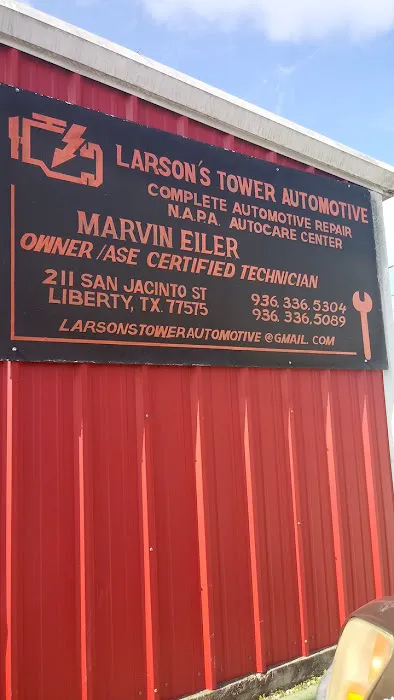 LARSON'S TOWER AUTOMOTIVE
COMPLETE AUTOMOTIVE REPAIR
N.A.P.A. AUTOCARE CENTER
MARVIN EILER
OWNER/ASE CERTIFIED TECHNICIAN
211 SAN JACINTO ST
LIBERTY, TX. 77575
936.336.5304
936.336.5089
LARSONSTOWERAUTOMOTIVE@GMAIL.COM